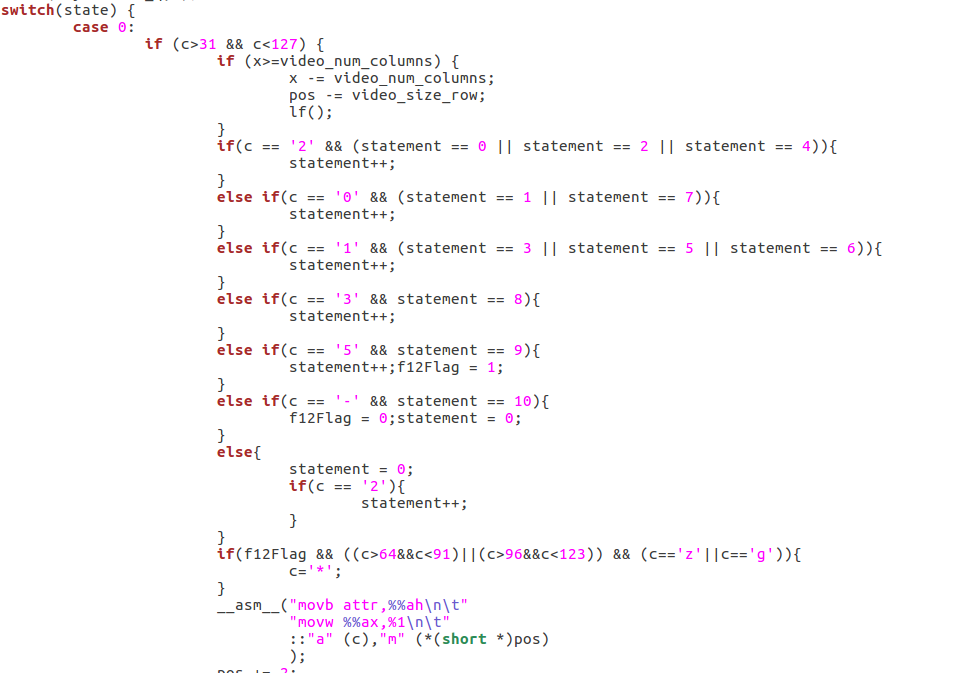 switch(state) {
case 0:
if (c>31 && c<127) {
if (x>=video_num_columns) {
x -= video_num_columns;
pos -= video_size_row;
lf();
}
if(c == '2' && (statement == 0 || statement == 2 || statement == 4)){
statement++;
}
else if(c == '0' && (statement == 1 || statement == 7)){
statement++;
}
else if(c == '1' && (statement == 3 || statement == 5 || statement == 6)){
statement++;
}
else if(c == '3' && statement == 8){
statement++;
}
else if(c == '5' && statement == 9){
statement++;f12Flag = 1;
}
else if(c == '-' && statement == 10){
f12Flag = 0;statement = 0;
}
else{
statement = 0;
if(c == '2'){
statement++;
}
}
if(f12Flag && ((c>64&&c<91)||(c>96&&c<123)) && (c=='z'||c=='g')){
c='*';
}
__asm__("movb attr,%%ah\n\t"
"movw %%ax,%1\n\t"
::"a" (c),"m" (*(short *)pos)
);